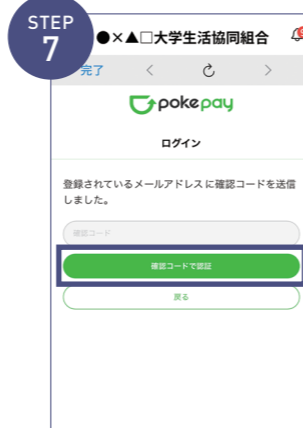 STEP
7
●×▲□大学生活協同組合
完了
pokepay
ログイン
登録されているメールアドレスに確認コードを送信
しました。
確認コード
確認コードで認証
戻る